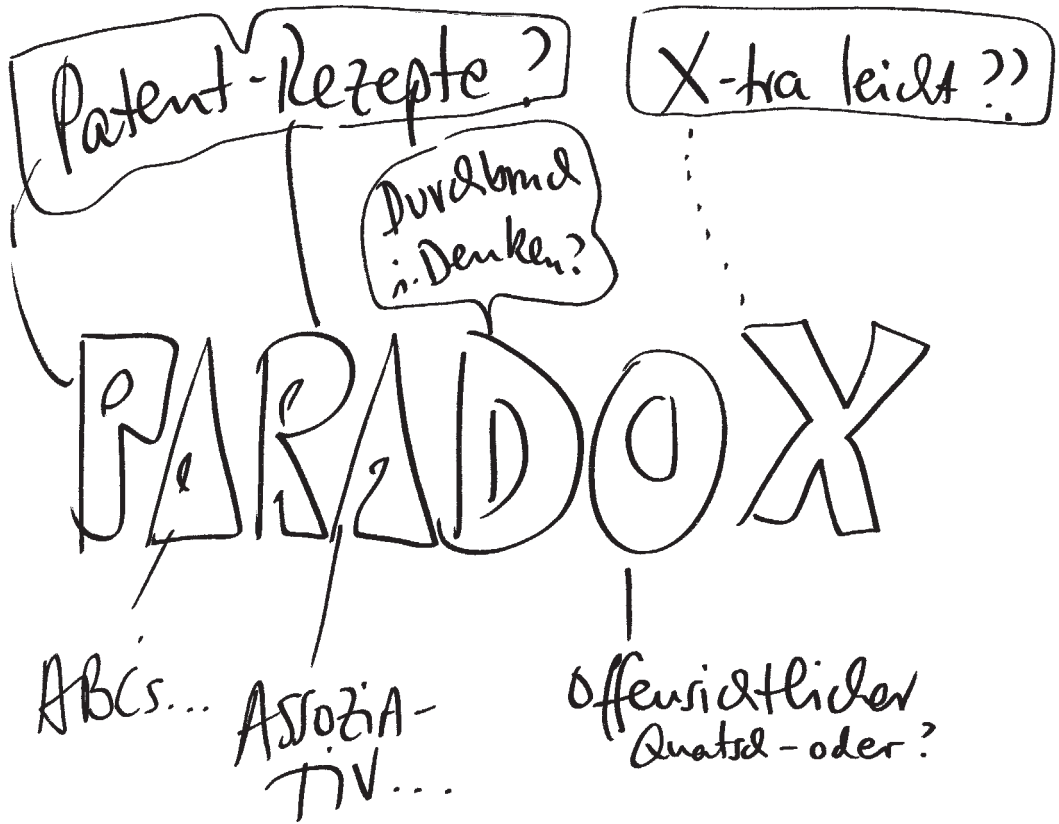 Patent-Rezepte?
X-tra leicht??
Durchbruch
i. Denken?
PARADOX
ABCs...
ASSOZIA-
TIV...
Offensichtlicher
Quatsch-oder?